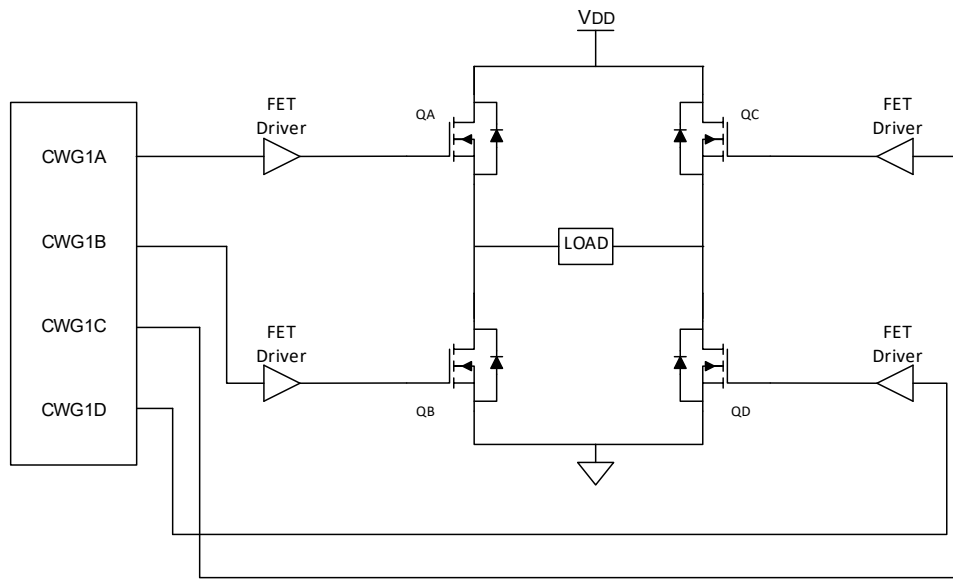 VDD
FET
Driver
QA
QC
FET
Driver
CWG1A
CWG1B
LOAD
CWG1C
FET
Driver
FET
Driver
CWG1D
QB
QD